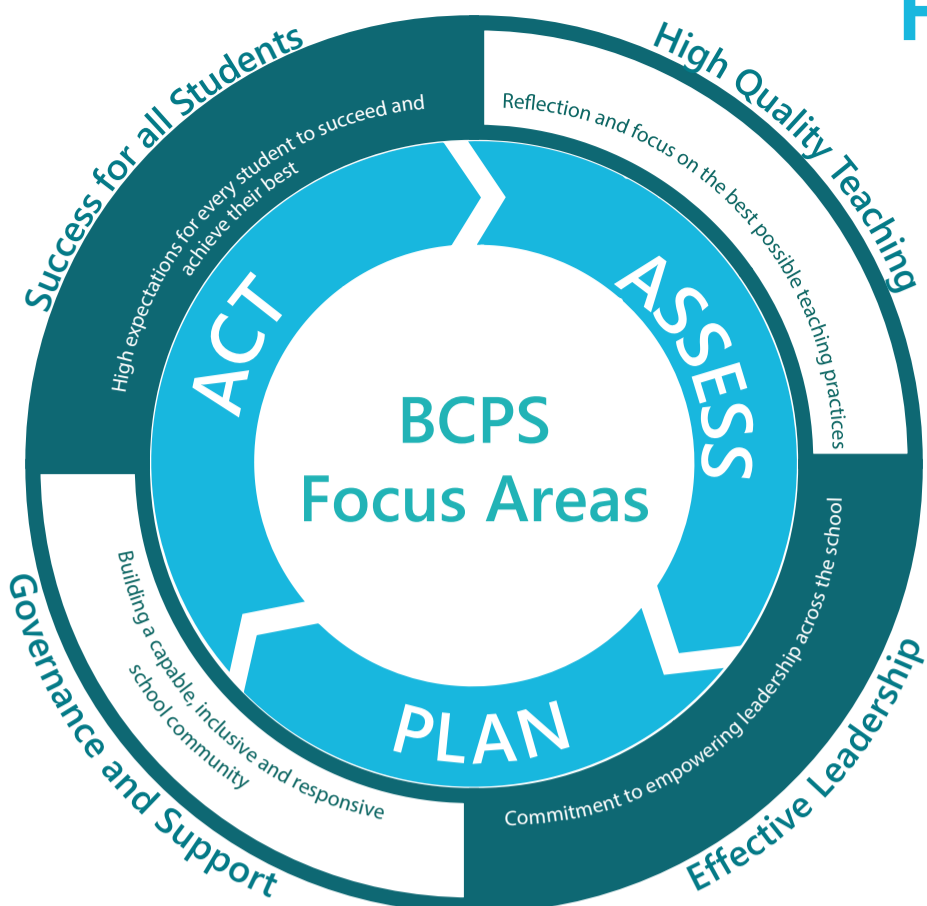 Success for all Students
High expectations for every student to succeed and
achieve their best
High Quality Teaching
Reflection and focus on the best possible teaching practices
ACT
ASSESS
PLAN
BCPS
Focus Areas
Governance and Support
Building a capable, inclusive and responsive
school community
Effective Leadership
Commitment to empowering leadership across the school